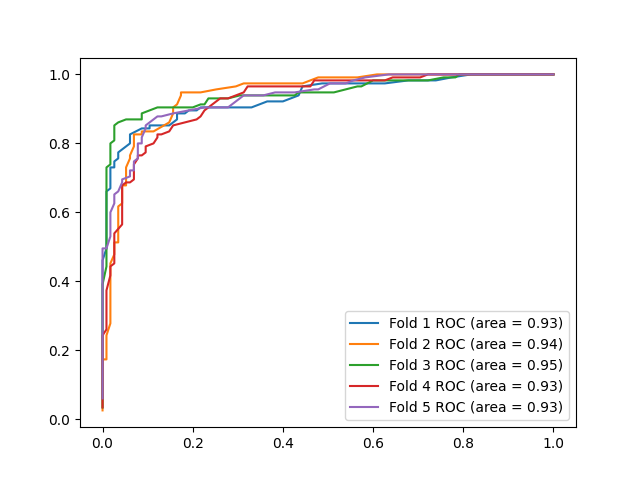 1.0
0.8
0.6
0.4
0.2
0.0
Fold 1 ROC (area = 0.93)
Fold 2 ROC (area = 0.94)
Fold 3 ROC (area = 0.95)
Fold 4 ROC (area = 0.93)
Fold 5 ROC (area = 0.93)
0.0 0.2 0.4 0.6 0.8 1.0